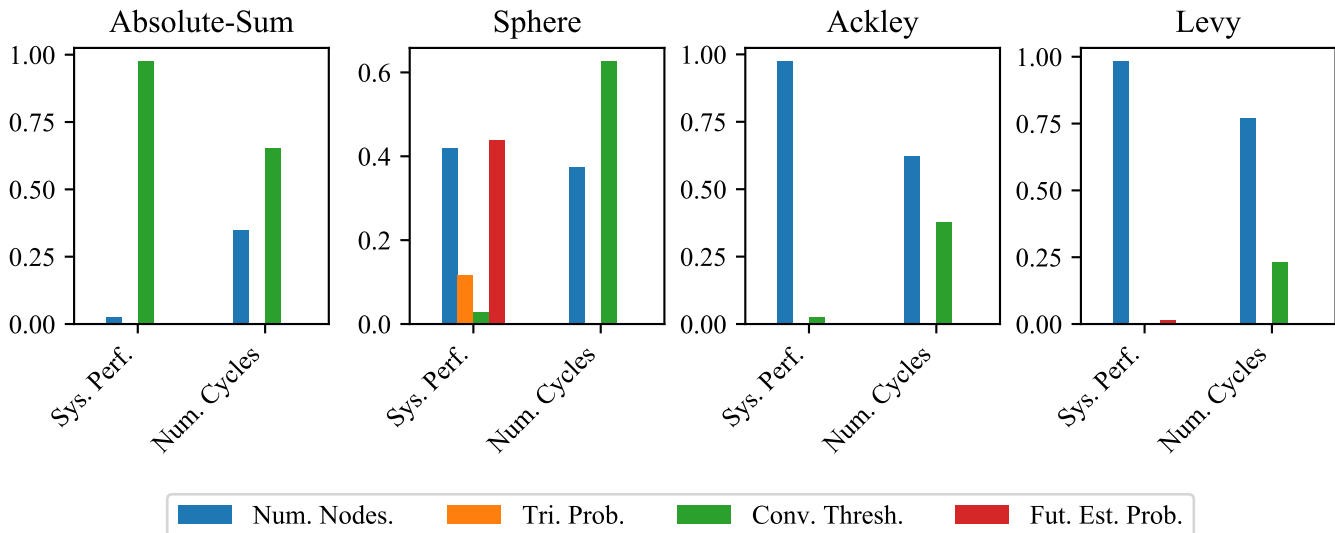 Absolute-Sum
Sphere
Ackley
Levy
1.00
0.75
0.50
0.25
0.00
0.6
0.4
0.2
0.0
1.00
0.75
0.50
0.25
0.00
1.00
0.75
0.50
0.25
0.00
Sys. Perf.
Num. Cycles
Sys. Perf.
Num. Cycles
Sys. Perf.
Num. Cycles
Sys. Perf.
Num. Cycles
Num. Nodes.
Tri. Prob.
Conv. Thresh.
Fut. Est. Prob.